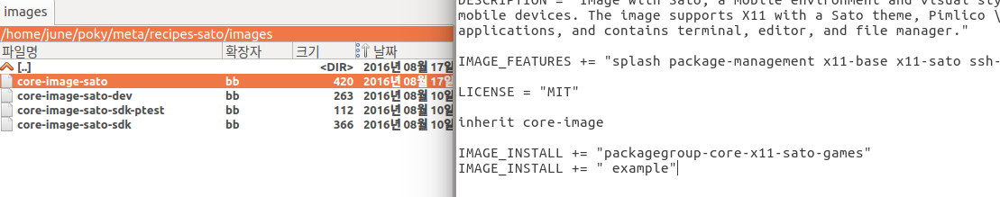 images
/home/june/poky/meta/recipes-sato/images
파일명 확장자 크기 날짜
[..] <DIR> 2016년 08월 17일
core-image-sato bb 420 2016년 08월 17일
core-image-sato-dev bb 263 2016년 08월 10일
core-image-sato-sdk-ptest bb 112 2016년 08월 10일
core-image-sato-sdk bb 366 2016년 08월 10일
DESCRIPTION = "Image with Sato, a mobile environment and visual sty
mobile devices. The image supports X11 with a Sato theme, Pimlico \
applications, and contains terminal, editor, and file manager."
IMAGE_FEATURES += "splash package-management x11-base x11-sato ssh-
LICENSE = "MIT"
inherit core-image
IMAGE_INSTALL += "packagegroup-core-x11-sato-games"
IMAGE_INSTALL += " example"